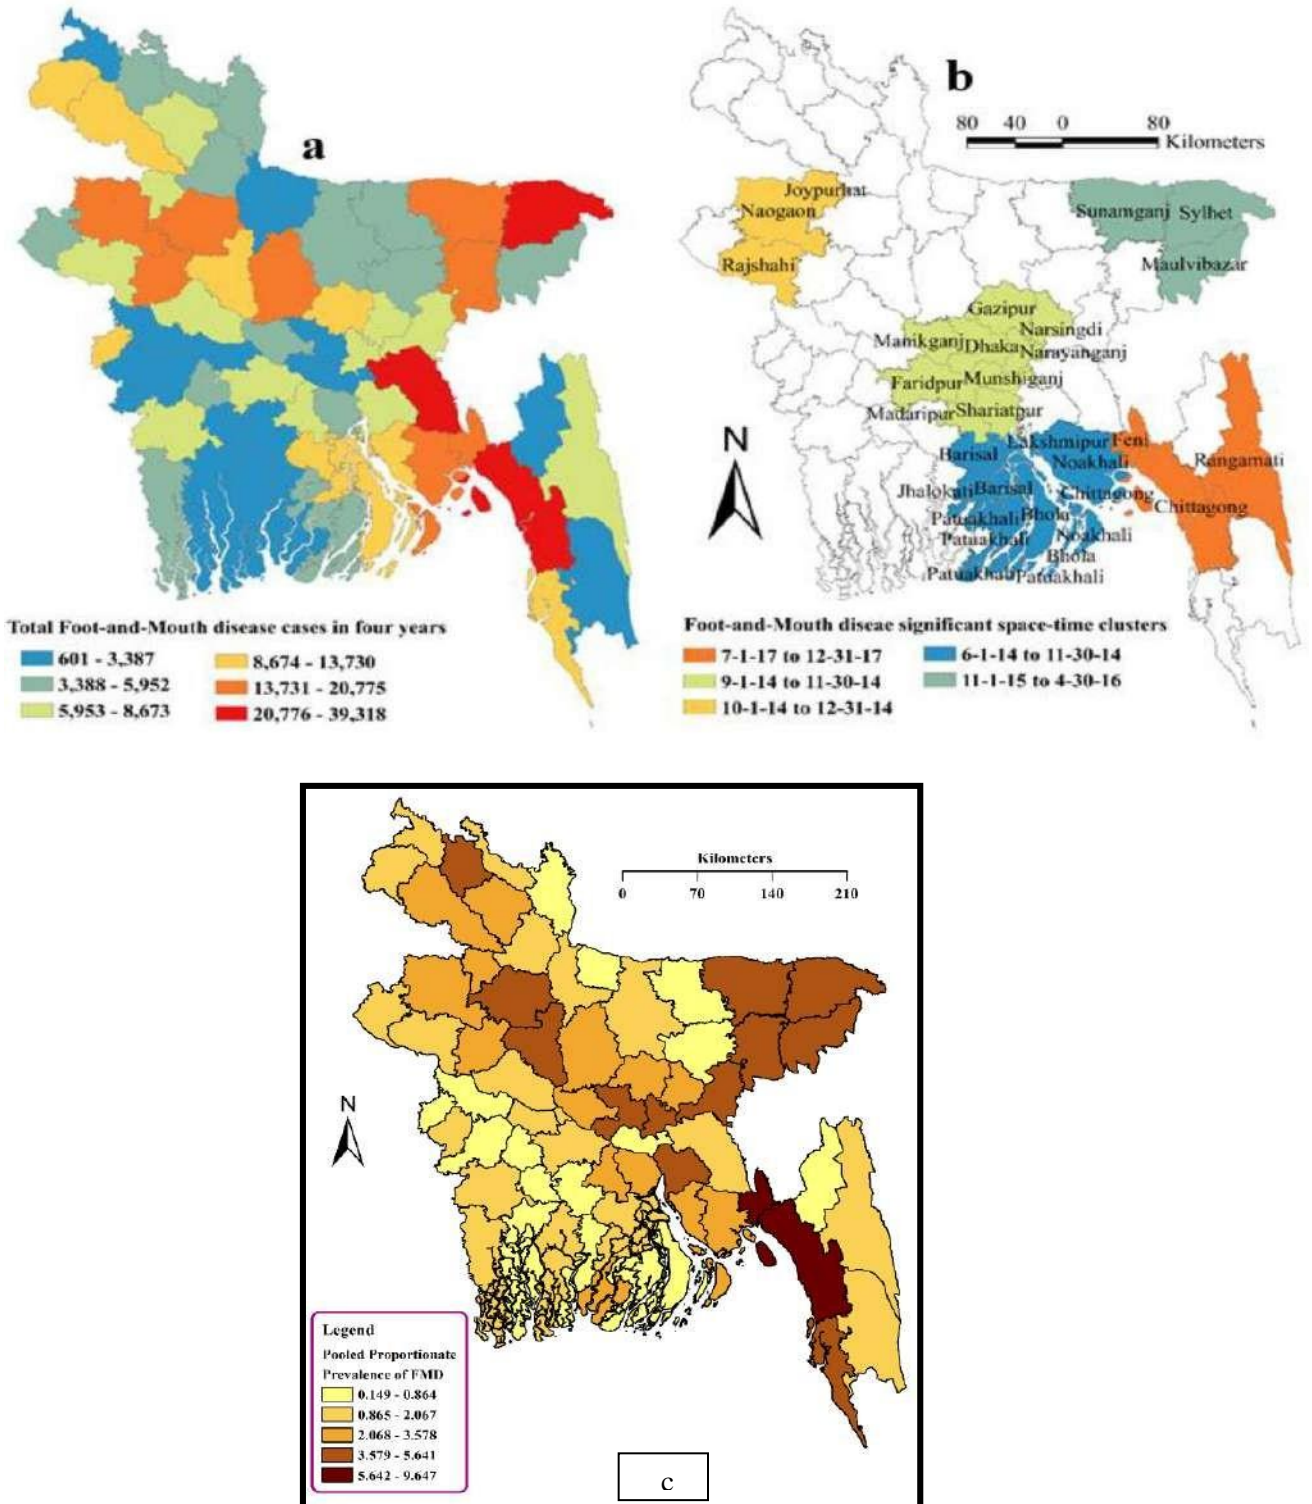 a
Total Foot-and-Mouth disease cases in four years
601 - 3,387
8,674 - 13,730
3,388 - 5,952
13,731 - 20,775
5,953 - 8,673
20,776 - 39,318
b
80 40 0 80
Kilometers
Joypurhat
Naogaon
Rajshahi
Sunamganj Sylhet
Maulvibazar
Gazipur
Narsingdi
Manikganj Dhaka
Narayanganj
Faridpur Munshiganj
Madaripur Shariatpur
Lakshmipur Feni
Barisal
Noakhali
Rangamati
Jhalokati Barisal
Chittagong
Chittagong
Patuakhali Bhola
Noakhali
Patuakhali
Bhola
Patuakhali Patuakhali
N
Foot-and-Mouth diseae significant space-time clusters
7-1-17 to 12-31-17
6-1-14 to 11-30-14
9-1-14 to 11-30-14
11-1-15 to 4-30-16
10-1-14 to 12-31-14
Kilometers
0 70 140 210
N
Legend
Pooled Proportionate
Prevalence of FMD
0.149 - 0.864
0.865 - 2.067
2.068 - 3.578
3.579 - 5.641
5.642 - 9.647
c